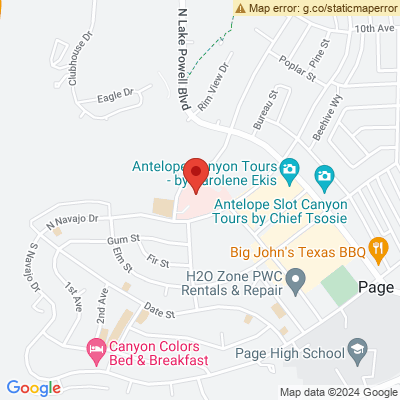 Map error: g.co/staticmaperror
10th Ave
Clubhouse Dr
N Lake Powell Blvd
Pine St
Poplar St
Rim View Dr
Eagle Dr
Bureau St
Beehive Wy
Antelope Canyon Tours
- by Carolene Ekis
Antelope Slot Canyon
Tours by Chief Tsosie
N Navajo Dr
S Navajo Dr
Gum St
Elm St
Fir St
Big John's Texas BBQ
1st Ave
2nd Ave
H2O Zone PWC
Rentals & Repair
Page
Date St
Canyon Colors
Bed & Breakfast
Page High School
Google
Map data ©2024 Google